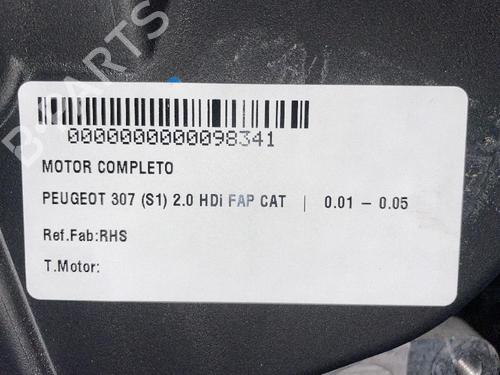 0000000000098341
MOTOR COMPLETO
PEUGEOT 307 (S1) 2.0 HDi FAP CAT | 0.01 – 0.05
Ref.Fab:RHS
T.Motor:
B-PARTS